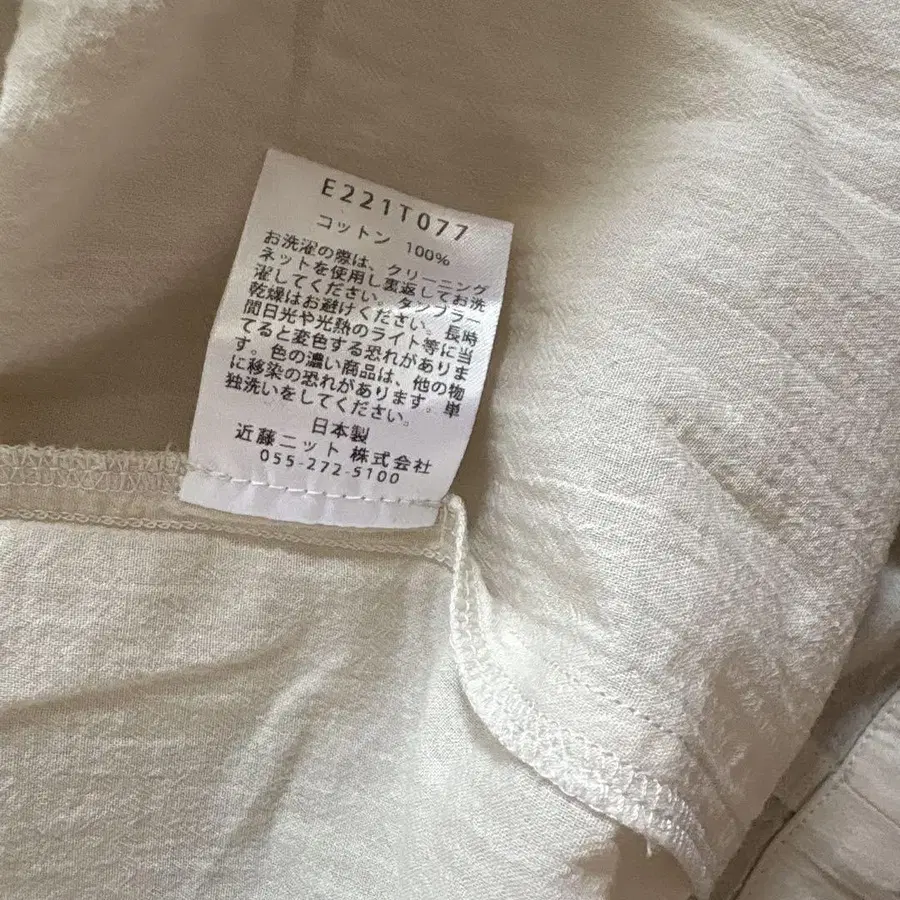 E221T077
コットン 100%
お洗濯の際は、クリーニング
ネットを使用し裏返してお洗
濯してください。タンブラー
乾燥はお避けください。長時
間日光や光熱のライト等に当
てると変色する恐れがありま
す。色の濃い商品は、他の物
に移染の恐れがあります。単
独洗いをしてください。
日本製
近藤ニット 株式会社
055-272-5100